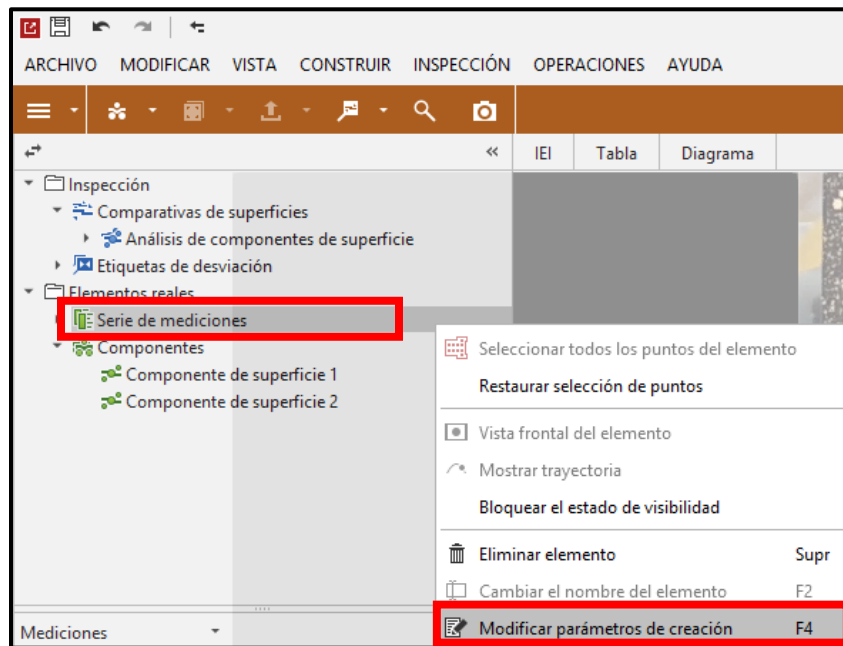 ARCHIVO MODIFICAR VISTA CONSTRUIR INSPECCIÓN OPERACIONES AYUDA
IEI Tabla Diagrama
Inspección
Comparativas de superficies
Análisis de componentes de superficie
Etiquetas de desviación
Elementos reales
Serie de mediciones
Componentes
Componente de superficie 1
Componente de superficie 2
Seleccionar todos los puntos del elemento
Restaurar selección de puntos
Vista frontal del elemento
Mostrar trayectoria
Bloquear el estado de visibilidad
Eliminar elemento Supr
Cambiar el nombre del elemento F2
Modificar parámetros de creación F4
Mediciones